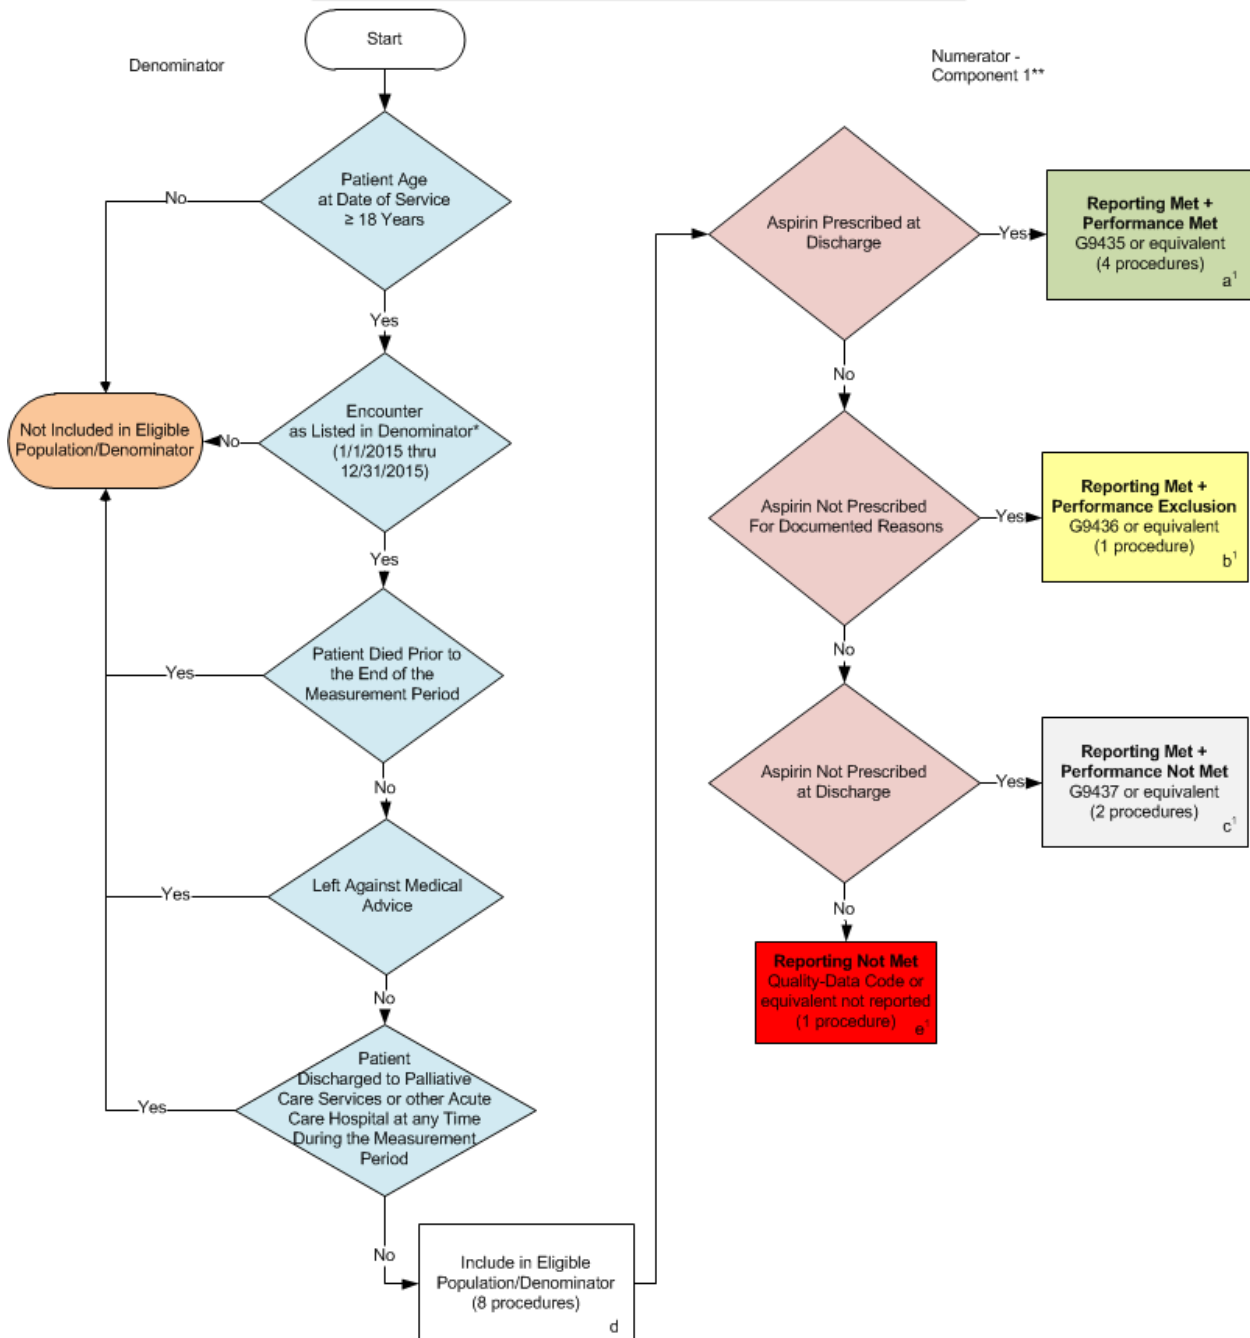 Start
Denominator
Patient Age
at Date of Service
≥ 18 Years
No
Yes
Encounter
as Listed in Denominator*
(1/1/2015 thru
12/31/2015)
No
Not Included in Eligible
Population/Denominator
Yes
Patient Died Prior to
the End of the
Measurement Period
Yes
No
Left Against Medical
Advice
Yes
No
Patient
Discharged to Palliative
Care Services or other Acute
Care Hospital at any Time
During the Measurement
Period
Yes
No
Include in Eligible
Population/Denominator
(8 procedures)
d
Numerator -
Component 1**
Aspirin Prescribed at
Discharge
Yes
Reporting Met +
Performance Met
G9435 or equivalent
(4 procedures)
a¹
No
Aspirin Not Prescribed
For Documented Reasons
Yes
Reporting Met +
Performance Exclusion
G9436 or equivalent
(1 procedure)
b¹
No
Aspirin Not Prescribed
at Discharge
Yes
Reporting Met +
Performance Not Met
G9437 or equivalent
(2 procedures)
c¹
No
Reporting Not Met
Quality-Data Code or
equivalent not reported
(1 procedure)
e¹